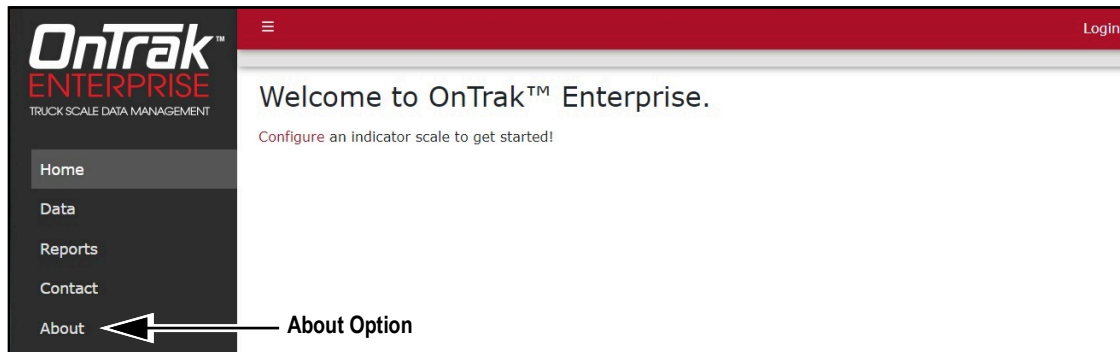 OnTrak™
ENTERPRISE
TRUCK SCALE DATA MANAGEMENT
Home
Data
Reports
Contact
About
☰
Login
Welcome to OnTrak™ Enterprise.
Configure an indicator scale to get started!
About Option